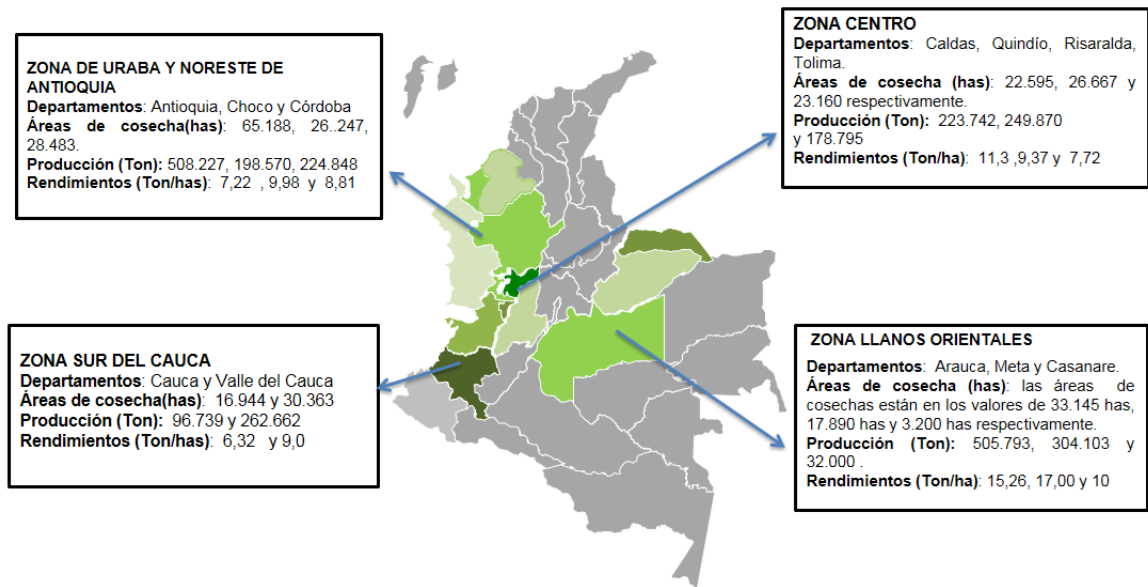 ZONA DE URABA Y NORESTE DE
ANTIOQUIA
Departamentos: Antioquia, Choco y Córdoba
Áreas de cosecha(has): 65.188, 26..247,
28.483.
Producción (Ton): 508.227, 198.570, 224.848
Rendimientos (Ton/has): 7,22 , 9,98 y 8,81
ZONA CENTRO
Departamentos: Caldas, Quindío, Risaralda,
Tolima.
Áreas de cosecha (has): 22.595, 26.667 y
23.160 respectivamente.
Producción (Ton): 223.742, 249.870
y 178.795
Rendimientos (Ton/ha): 11,3 ,9,37 y 7,72
ZONA SUR DEL CAUCA
Departamentos: Cauca y Valle del Cauca
Áreas de cosecha(has): 16.944 y 30.363
Producción (Ton): 96.739 y 262.662
Rendimientos (Ton/has): 6,32 y 9,0
ZONA LLANOS ORIENTALES
Departamentos: Arauca, Meta y Casanare.
Áreas de cosecha (has): las áreas de
cosechas están en los valores de 33.145 has,
17.890 has y 3.200 has respectivamente.
Producción (Ton): 505.793, 304.103 y
32.000 .
Rendimientos (Ton/ha): 15,26, 17,00 y 10